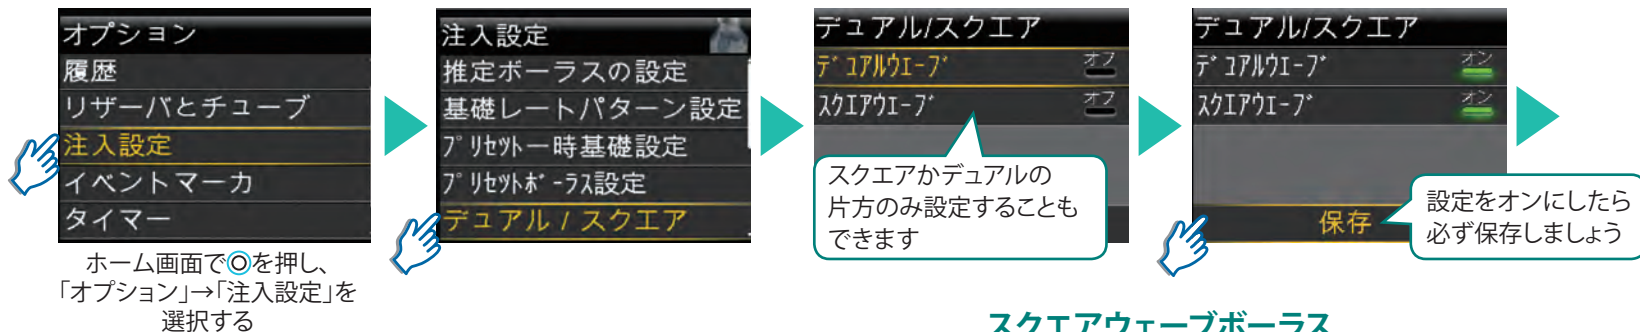 オプション
履歴
リザーバとチューブ
注入設定
イベントマーカ
タイマー
ホーム画面で◎を押し、
「オプション」→「注入設定」を
選択する
注入設定
推定ボーラスの設定
基礎レートパターン設定
ﾌﾟﾘｾｯﾄ一時基礎設定
ﾌﾟﾘｾｯﾄﾎﾞｰﾗｽ設定
デュアル / スクエア
デュアル/スクエア
ﾃﾞｭｱﾙｳｴｰﾌﾞ オフ
ｽｸｴｱｳｴｰﾌﾞ オフ
スクエアかデュアルの
片方のみ設定することも
できます
デュアル/スクエア
ﾃﾞｭｱﾙｳｴｰﾌﾞ オン
ｽｸｴｱｳｴｰﾌﾞ オン
保存
設定をオンにしたら
必ず保存しましょう
スクエアウェーブボーラス